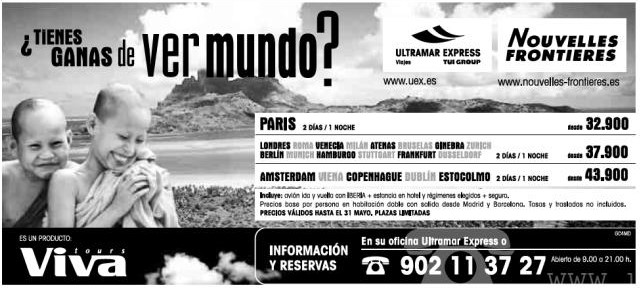 ¿TIENES
GANAS de ver mundo?
ULTRAMAR EXPRESS
Viajes TUI GROUP
www.uex.es
NOUVELLES
FRONTIERES
www.nouvelles-frontieres.es
PARIS 2 DÍAS / 1 NOCHE desde 32.900
LONDRES ROMA VENECIA MILÁN ATENAS BRUSELAS GINEBRA ZURICH
BERLÍN MUNICH HAMBURGO STUTTGART FRANKFURT DUSSELDORF 2 DÍAS / 1 NOCHE desde 37.900
AMSTERDAM VIENA COPENHAGUE DUBLÍN ESTOCOLMO 2 DÍAS / 1 NOCHE desde 43.900
Incluye: avión ida y vuelta con IBERIA + estancia en hotel y régimenes elegidos + seguro.
Precios base por persona en habitación doble con salida desde Madrid y Barcelona. Tasas y traslados no incluidos.
PRECIOS VÁLIDOS HASTA EL 31 MAYO, PLAZAS LIMITADAS
ES UN PRODUCTO:
Viva
tours
INFORMACIÓN
Y RESERVAS
En su oficina Ultramar Express o
902 11 37 27
Abierto de 9.00 a 21.00 h.
www.